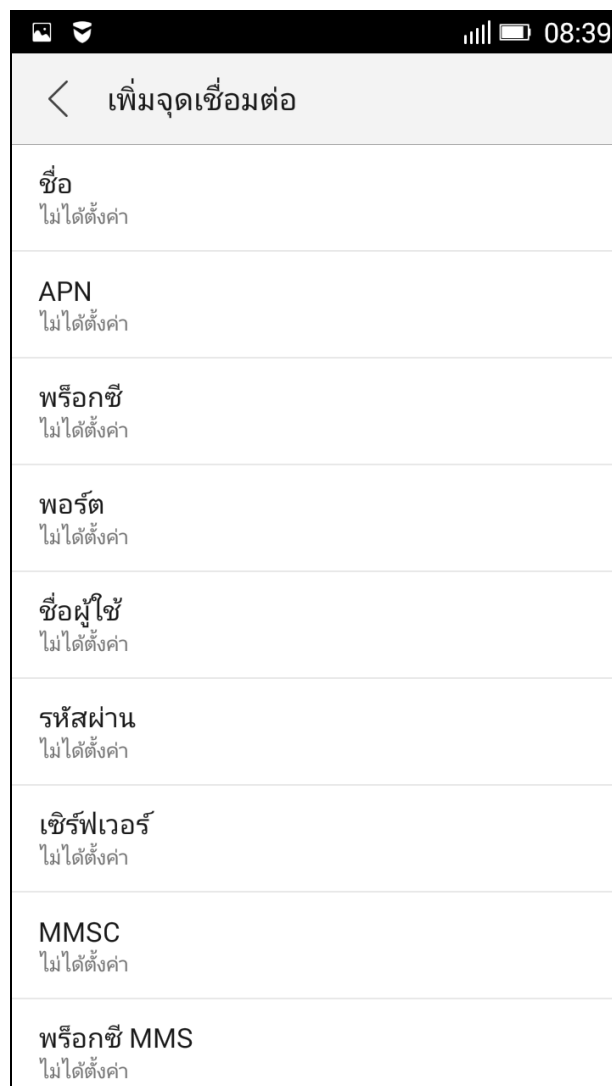 08:39
เพิ่มจุดเชื่อมต่อ
ชื่อ
ไม่ได้ตั้งค่า
APN
ไม่ได้ตั้งค่า
พร็อกซี
ไม่ได้ตั้งค่า
พอร์ต
ไม่ได้ตั้งค่า
ชื่อผู้ใช้
ไม่ได้ตั้งค่า
รหัสผ่าน
ไม่ได้ตั้งค่า
เซิร์ฟเวอร์
ไม่ได้ตั้งค่า
MMSC
ไม่ได้ตั้งค่า
พร็อกซี MMS
ไม่ได้ตั้งค่า